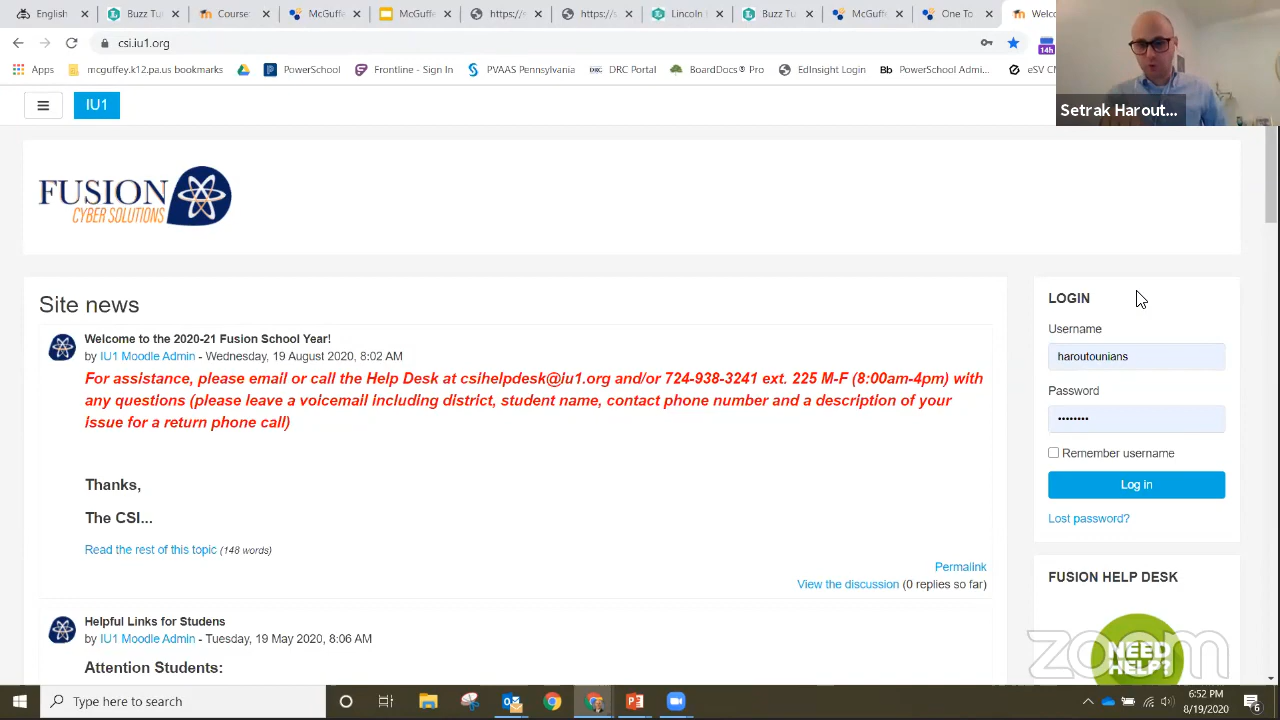 English
IU1
McGuffe
My McG
https://e
https://s
Lincoln I
Buzz Tu
McGuffe
One To
Welc
csi.iu1.org
14h
Apps
mcguffey.k12.pa.us bookmarks
PowerSchool
Frontline - Sign In
PVAAS Pennsylvania
DRC Portal
BoardDocs® Pro
EdInsight Login
Bb
PowerSchool Admi...
eSV CN
IU1
Setrak Harout...
FUSION
CYBER SOLUTIONS
Site news
Welcome to the 2020-21 Fusion School Year!
by IU1 Moodle Admin - Wednesday, 19 August 2020, 8:02 AM
For assistance, please email or call the Help Desk at csihelpdesk@iu1.org and/or 724-938-3241 ext. 225 M-F (8:00am-4pm) with
any questions (please leave a voicemail including district, student name, contact phone number and a description of your
issue for a return phone call)
Thanks,
The CSI...
Read the rest of this topic (148 words)
Permalink
View the discussion (0 replies so far)
Helpful Links for Studens
by IU1 Moodle Admin - Tuesday, 19 May 2020, 8:06 AM
Attention Students:
LOGIN
Username
haroutounians
Password
••••••••
Remember username
Log in
Lost password?
FUSION HELP DESK
NEED
HELP?
zoom
Type here to search
6:52 PM
8/19/2020
6